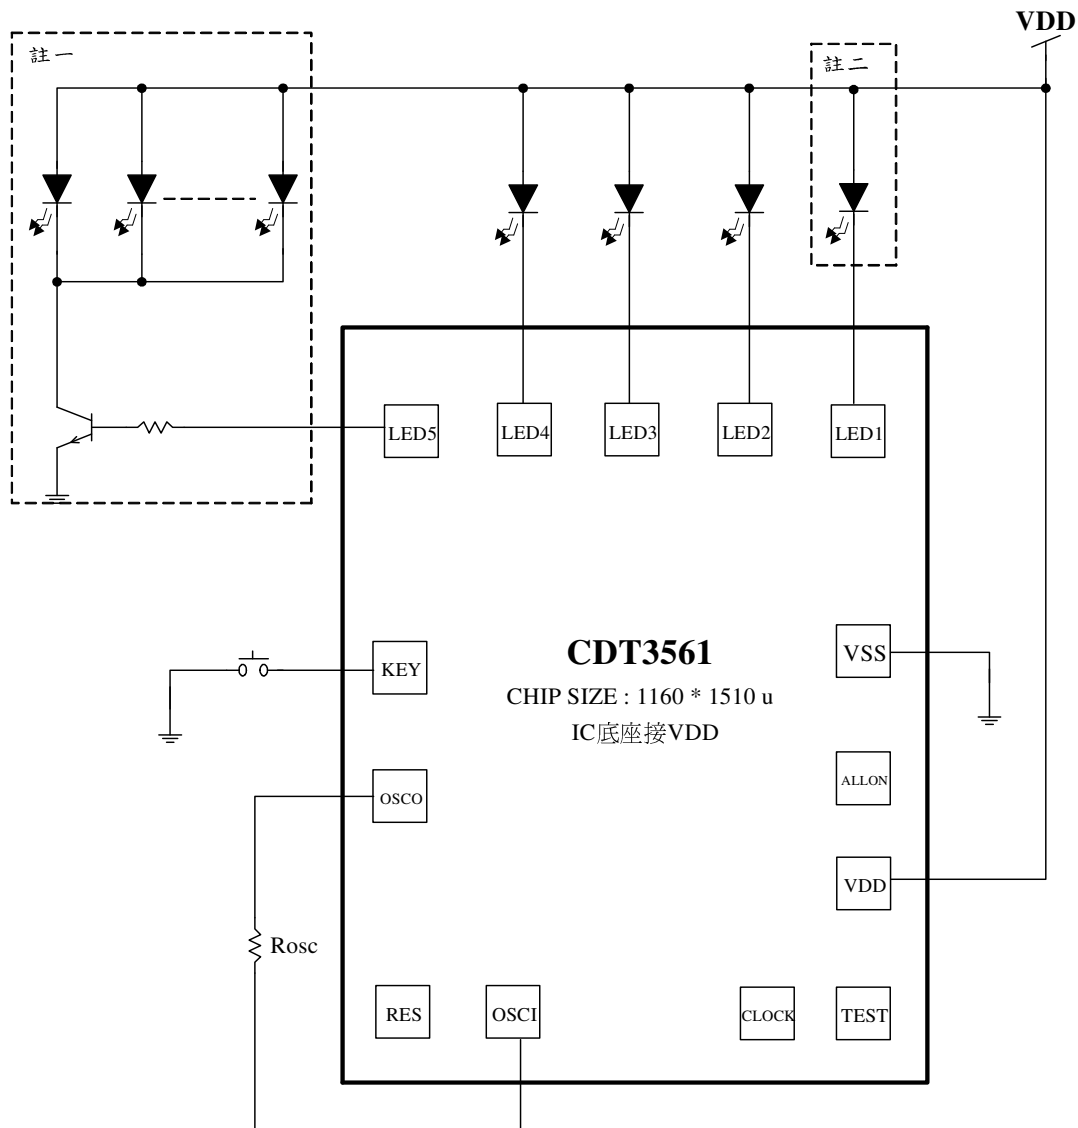 VDD
註一
註二
LED5
LED4
LED3
LED2
LED1
CDT3561
CHIP SIZE : 1160 * 1510 u
IC底座接VDD
KEY
VSS
OSCO
ALLON
VDD
Rosc
RES
OSCI
CLOCK
TEST